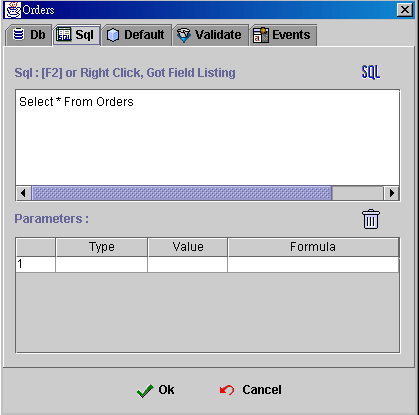 Orders
Db Sql Default Validate Events
Sql : [F2] or Right Click, Got Field Listing SQL
Select * From Orders
Parameters :
Type Value Formula
1
Ok Cancel